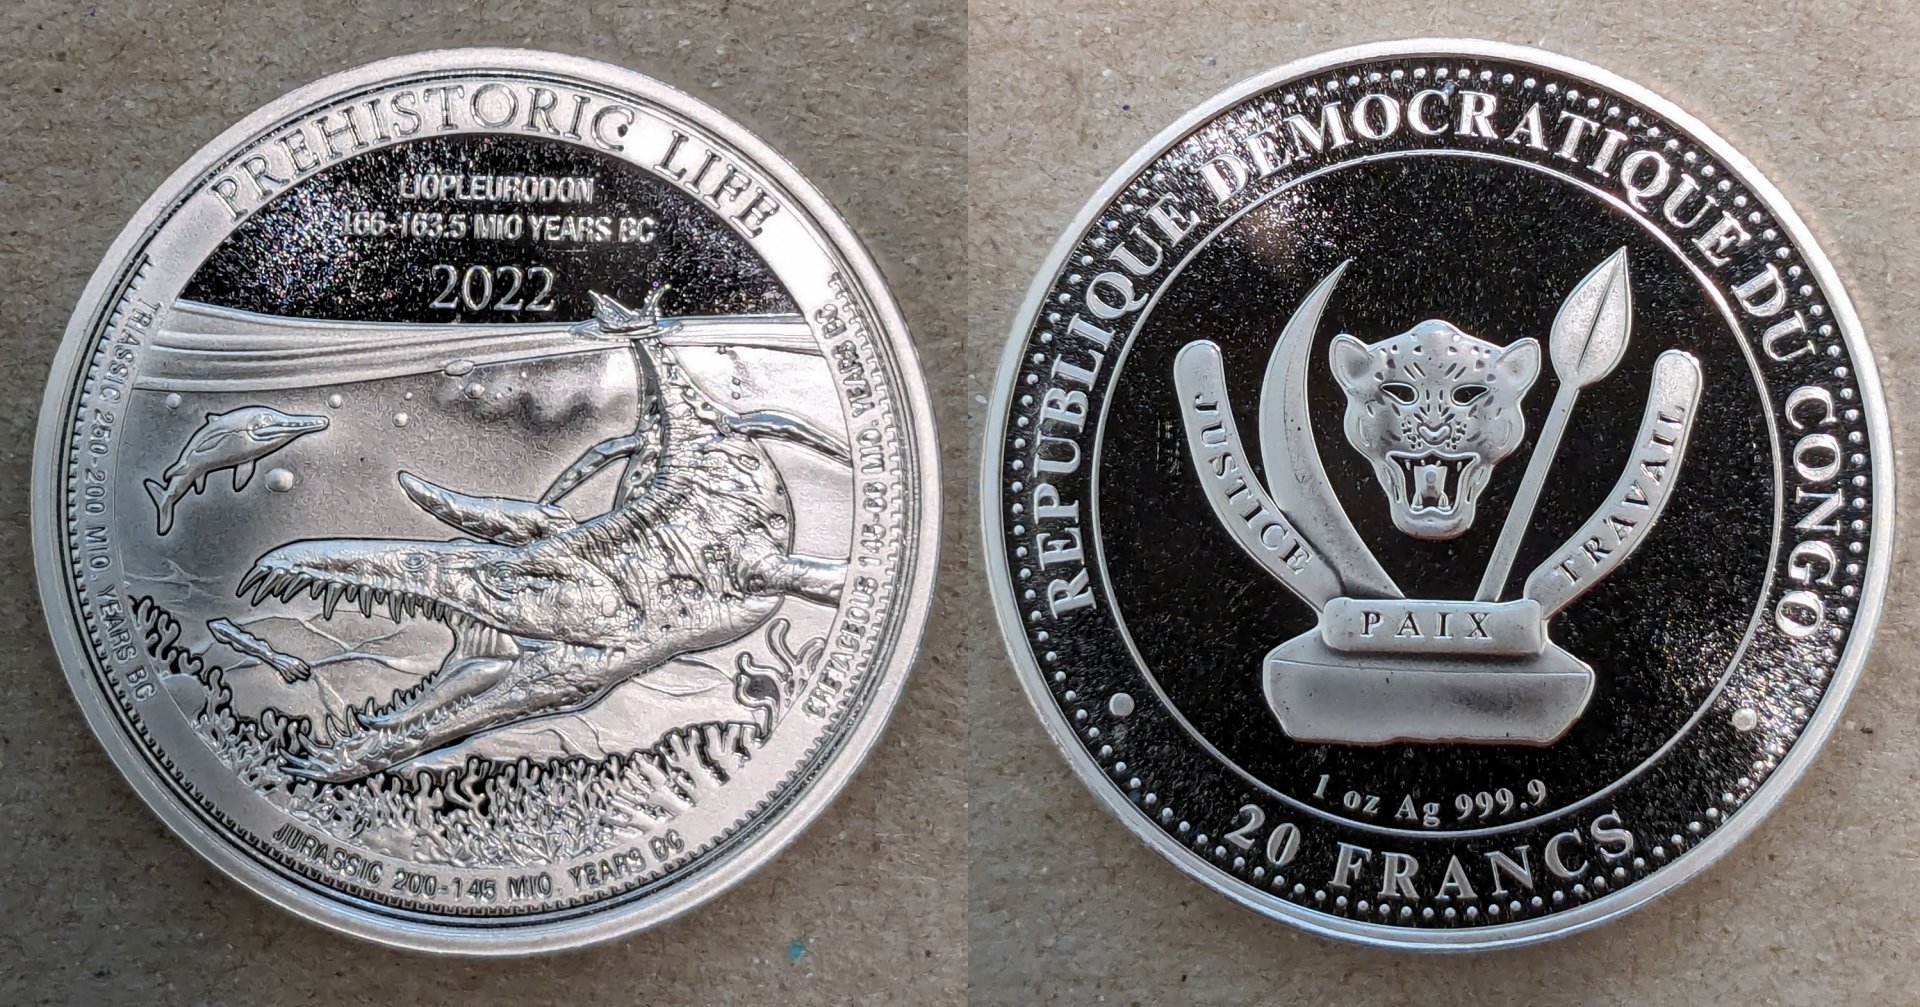 PREHISTORIC LIFE
LIOPLEURODON
166-163.5 MIO YEARS BC
2022
TRIASSIC 250-200 MIO. YEARS BC
JURASSIC 200-145 MIO. YEARS BC
CRETACEOUS 145-66 MIO. YEARS BC
REPUBLIQUE DEMOCRATIQUE DU CONGO
JUSTICE
PAIX
TRAVAIL
1 oz Ag 999.9
20 FRANCS